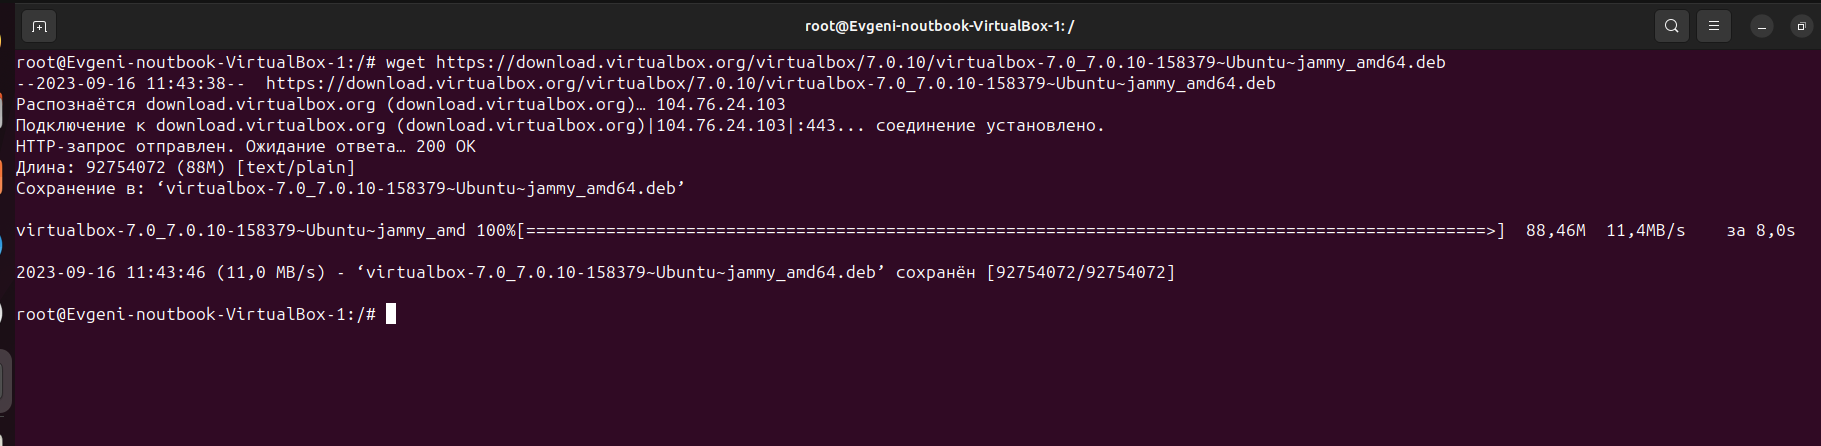 root@Evgeni-noutbook-VirtualBox-1: /
root@Evgeni-noutbook-VirtualBox-1:/# wget https://download.virtualbox.org/virtualbox/7.0.10/virtualbox-7.0_7.0.10-158379~Ubuntu~jammy_amd64.deb
--2023-09-16 11:43:38--  https://download.virtualbox.org/virtualbox/7.0.10/virtualbox-7.0_7.0.10-158379~Ubuntu~jammy_amd64.deb
Распознаётся download.virtualbox.org (download.virtualbox.org)… 104.76.24.103
Подключение к download.virtualbox.org (download.virtualbox.org)|104.76.24.103|:443... соединение установлено.
HTTP-запрос отправлен. Ожидание ответа… 200 OK
Длина: 92754072 (88M) [text/plain]
Сохранение в: ‘virtualbox-7.0_7.0.10-158379~Ubuntu~jammy_amd64.deb’
virtualbox-7.0_7.0.10-158379~Ubuntu~jammy_amd 100%[================================================================================================>]  88,46M  11,4MB/s    за 8,0s
2023-09-16 11:43:46 (11,0 MB/s) - ‘virtualbox-7.0_7.0.10-158379~Ubuntu~jammy_amd64.deb’ сохранён [92754072/92754072]
root@Evgeni-noutbook-VirtualBox-1:/#